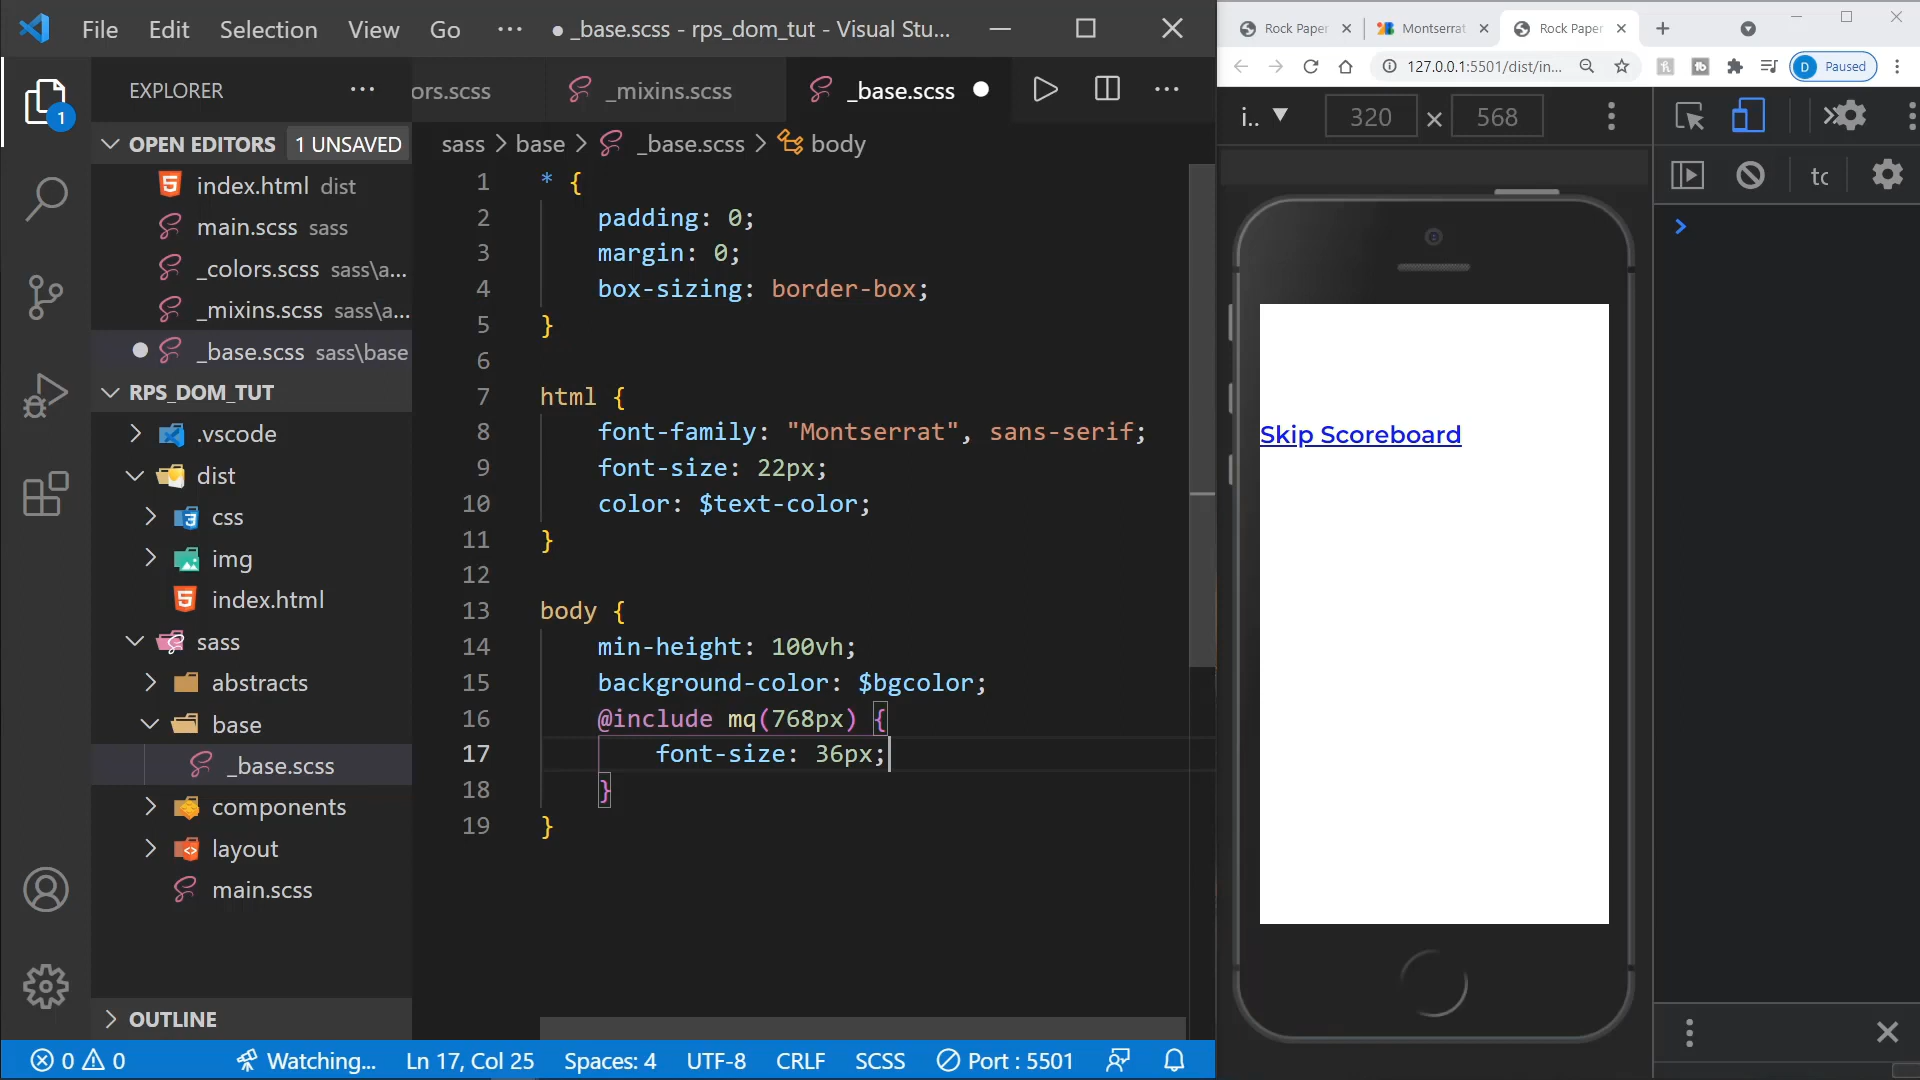 File Edit Selection View Go ··· ● _base.scss - rps_dom_tut - Visual Stu...
EXPLORER
OPEN EDITORS 1 UNSAVED
index.html dist
main.scss sass
_colors.scss sass\a...
_mixins.scss sass\a...
_base.scss sass\base
RPS_DOM_TUT
.vscode
dist
css
img
index.html
sass
abstracts
base
_base.scss
components
layout
main.scss
OUTLINE
1
ors.scss _mixins.scss _base.scss
sass > base > _base.scss > body
1 * {
2 padding: 0;
3 margin: 0;
4 box-sizing: border-box;
5 }
6
7 html {
8 font-family: "Montserrat", sans-serif;
9 font-size: 22px;
10 color: $text-color;
11 }
12
13 body {
14 min-height: 100vh;
15 background-color: $bgcolor;
16 @include mq(768px) {
17 font-size: 36px;
18 }
19 }
0 0 Watching... Ln 17, Col 25 Spaces: 4 UTF-8 CRLF SCSS Port : 5501
Rock Paper Montserrat Rock Paper
127.0.0.1:5501/dist/in... D Paused
i.. 320 × 568
tc
Skip Scoreboard